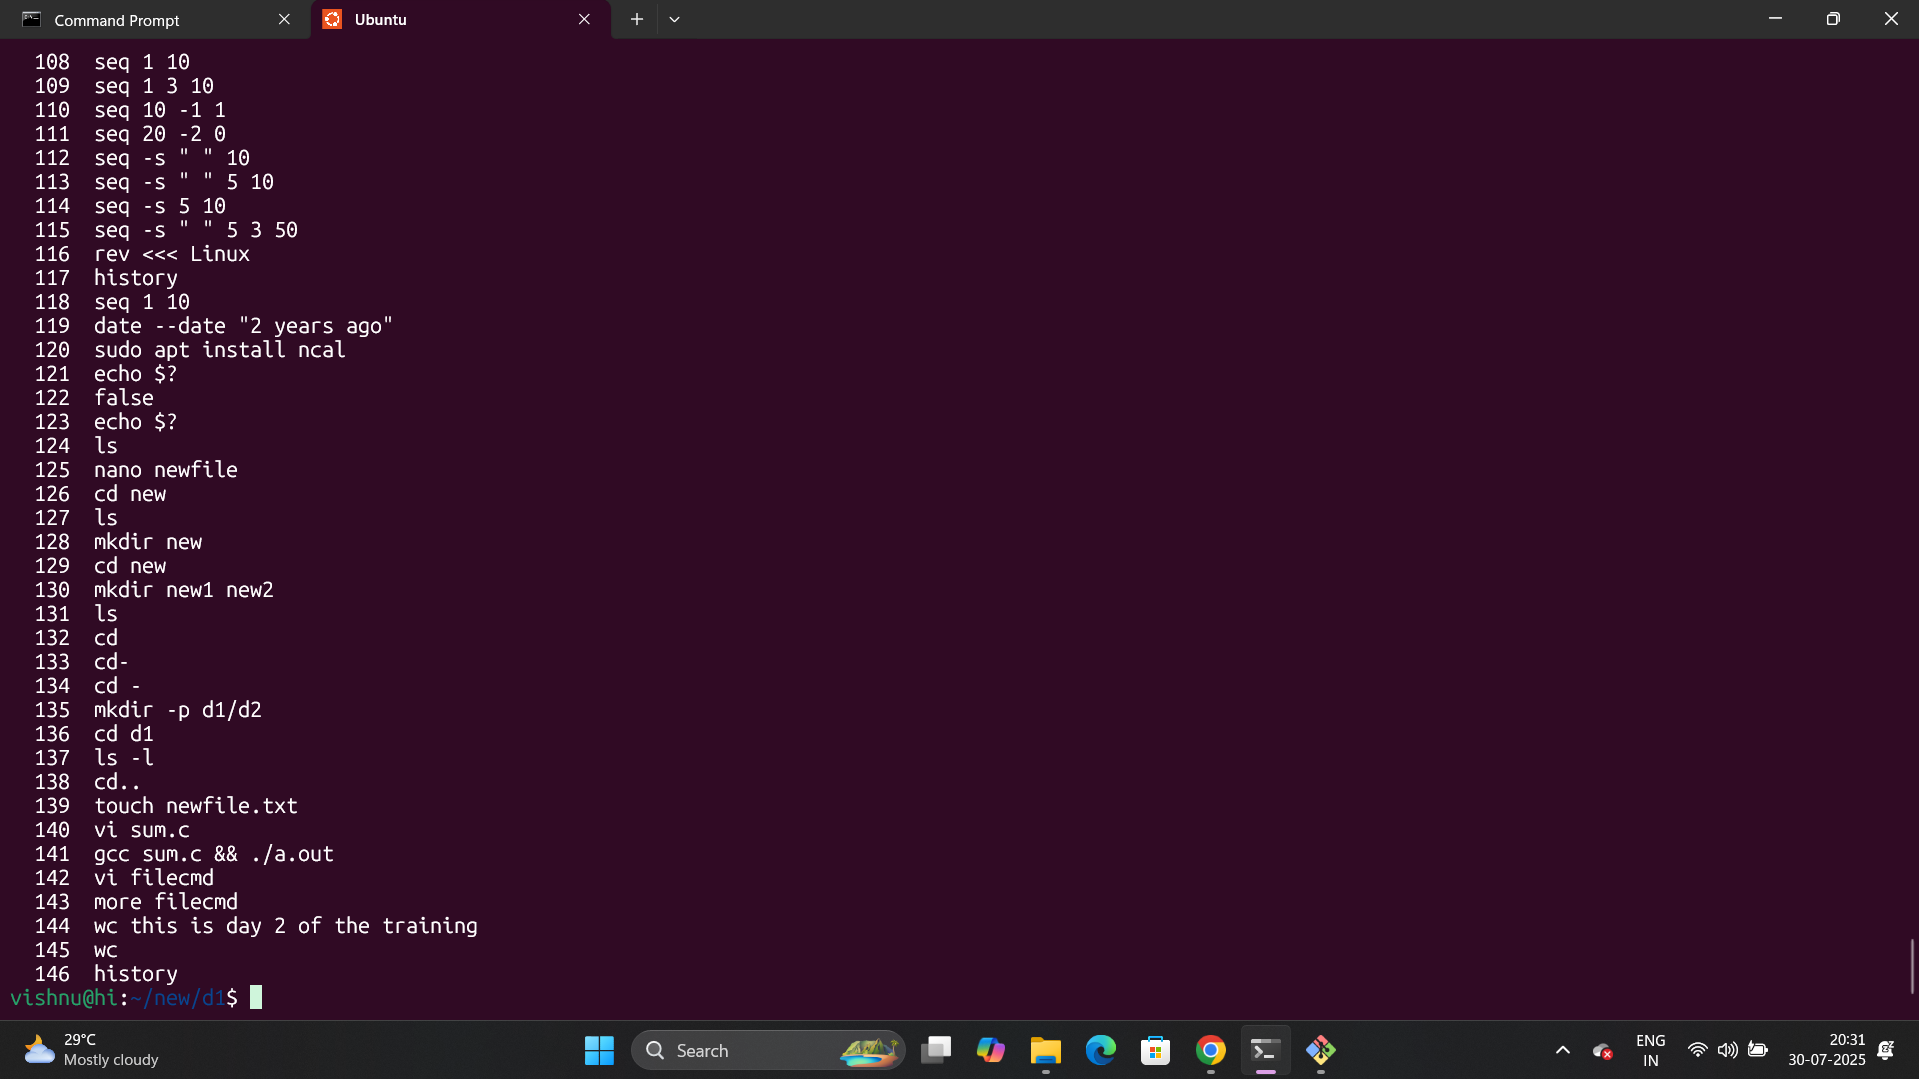 Command Prompt
Ubuntu
108 seq 1 10
109 seq 1 3 10
110 seq 10 -1 1
111 seq 20 -2 0
112 seq -s " " 10
113 seq -s " " 5 10
114 seq -s 5 10
115 seq -s " " 5 3 50
116 rev <<< Linux
117 history
118 seq 1 10
119 date --date "2 years ago"
120 sudo apt install ncal
121 echo $?
122 false
123 echo $?
124 ls
125 nano newfile
126 cd new
127 ls
128 mkdir new
129 cd new
130 mkdir new1 new2
131 ls
132 cd
133 cd-
134 cd -
135 mkdir -p d1/d2
136 cd d1
137 ls -l
138 cd..
139 touch newfile.txt
140 vi sum.c
141 gcc sum.c && ./a.out
142 vi filecmd
143 more filecmd
144 wc this is day 2 of the training
145 wc
146 history
vishnu@hi:~/new/d1$
29°C
Mostly cloudy
Search
ENG
IN
20:31
30-07-2025